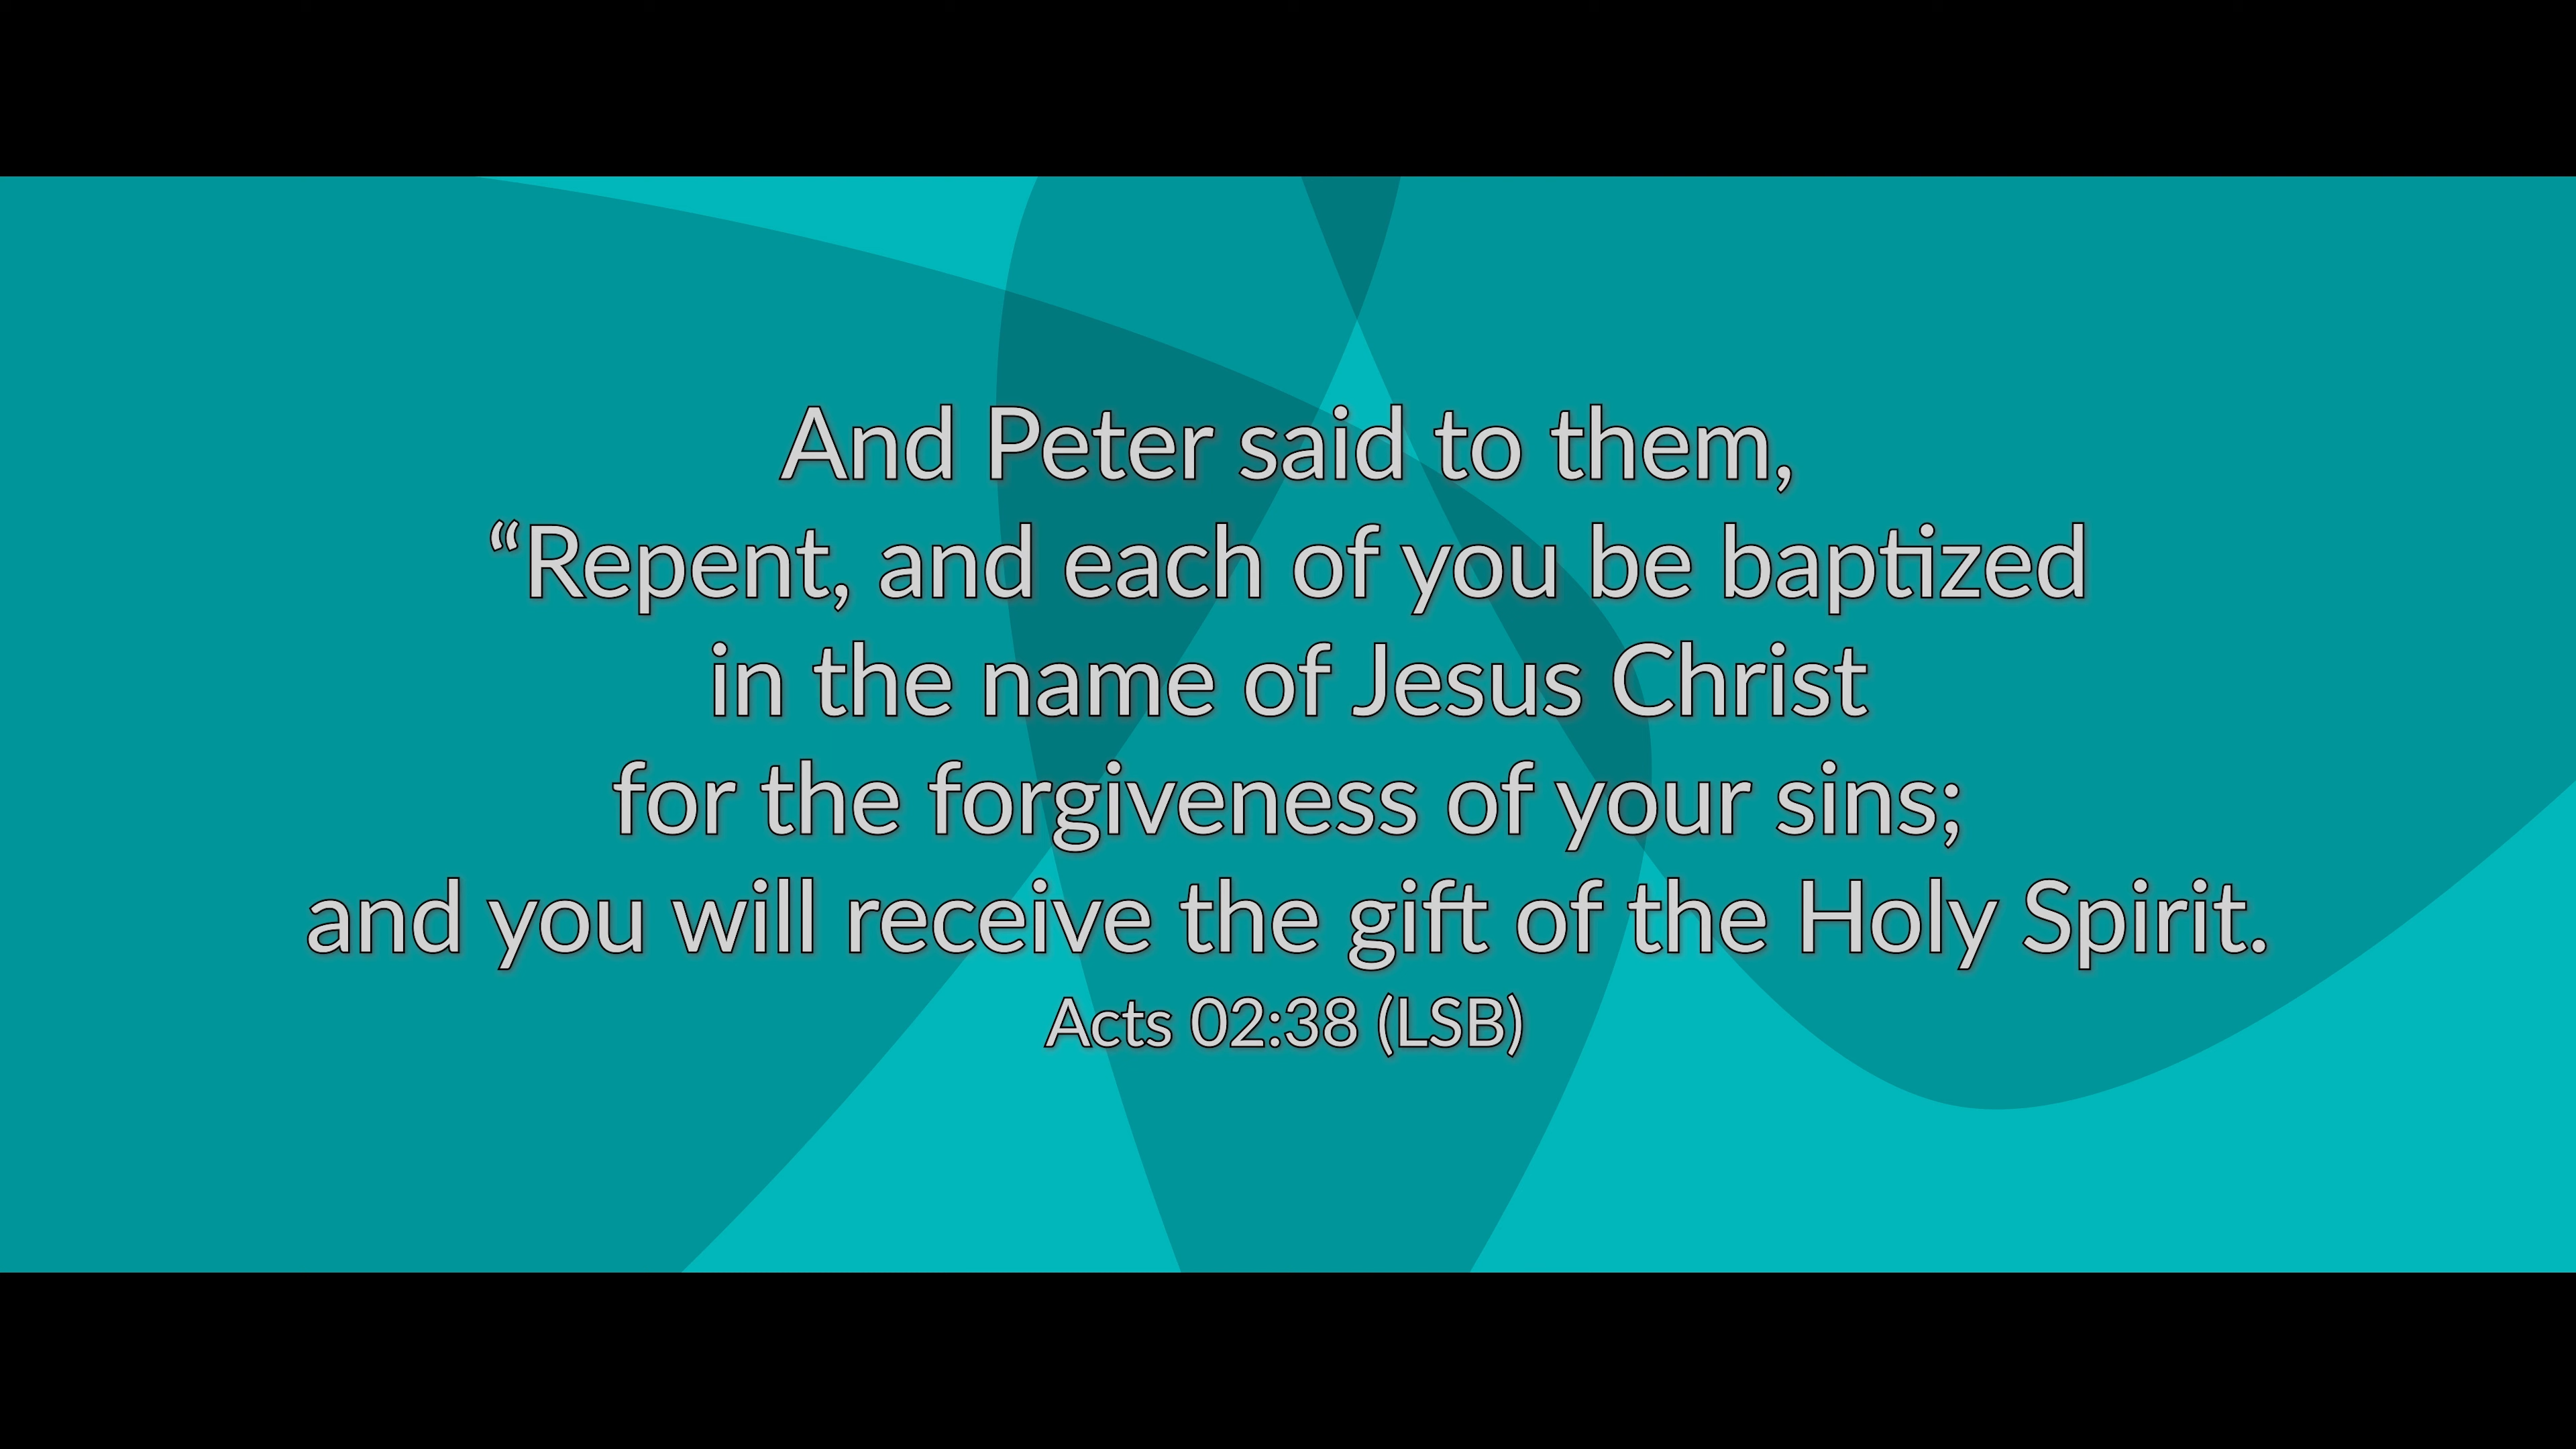 And Peter said to them,
“Repent, and each of you be baptized
in the name of Jesus Christ
for the forgiveness of your sins;
and you will receive the gift of the Holy Spirit.
Acts 02:38 (LSB)